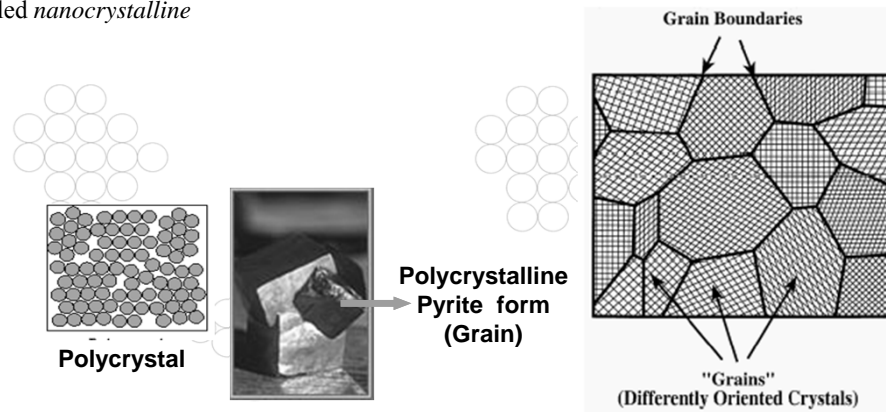 led nanocrystalline
Grain Boundaries
Polycrystalline
Pyrite form
(Grain)
Polycrystal
"Grains"
(Differently Oriented Crystals)